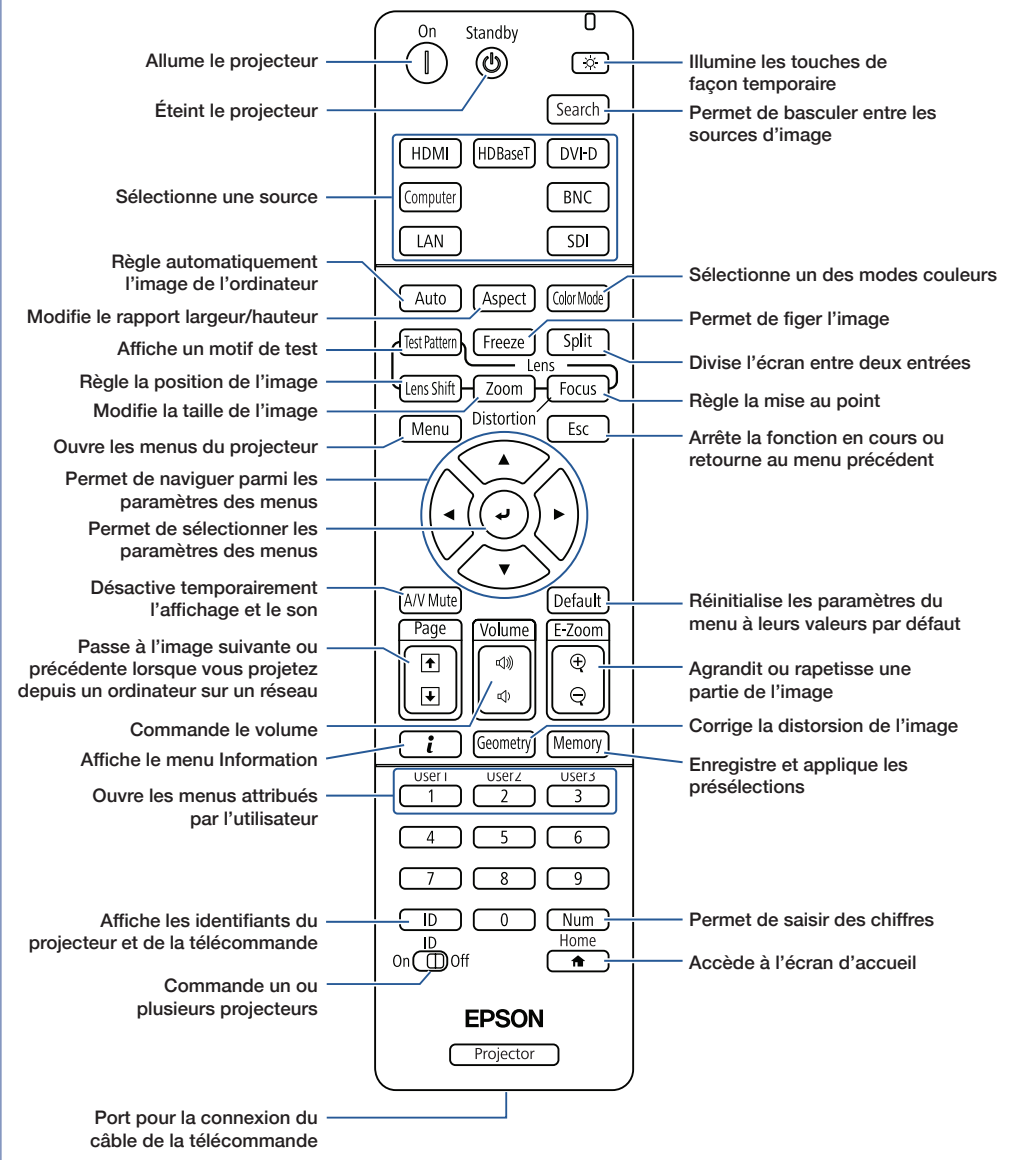 On
Standby
Allume le projecteur
Illumine les touches de
façon temporaire
Éteint le projecteur
Search
Permet de basculer entre les
sources d'image
HDMI
HDBaseT
DVI-D
Sélectionne une source
Computer
BNC
LAN
SDI
Règle automatiquement
l'image de l'ordinateur
Sélectionne un des modes couleurs
Auto
Aspect
Color Mode
Modifie le rapport largeur/hauteur
Permet de figer l'image
Affiche un motif de test
Test Pattern
Freeze
Split
Divise l'écran entre deux entrées
Lens
Règle la position de l'image
Lens Shift
Zoom
Focus
Règle la mise au point
Modifie la taille de l'image
Distortion
Menu
Esc
Ouvre les menus du projecteur
Arrête la fonction en cours ou
retourne au menu précédent
Permet de naviguer parmi les
paramètres des menus
Permet de sélectionner les
paramètres des menus
Désactive temporairement
l'affichage et le son
A/V Mute
Default
Réinitialise les paramètres du
menu à leurs valeurs par défaut
Page
Volume
E-Zoom
Passe à l'image suivante ou
précédente lorsque vous projetez
depuis un ordinateur sur un réseau
Agrandit ou rapetisse une
partie de l'image
Commande le volume
Corrige la distorsion de l'image
Affiche le menu Information
i
Geometry
Memory
Enregistre et applique les
présélections
User1
User2
User3
Ouvre les menus attribués
par l'utilisateur
1
2
3
4
5
6
7
8
9
Affiche les identifiants du
projecteur et de la télécommande
ID
0
Num
Permet de saisir des chiffres
ID
Home
On
Off
Accède à l'écran d'accueil
Commande un ou
plusieurs projecteurs
EPSON
Projector
Port pour la connexion du
câble de la télécommande